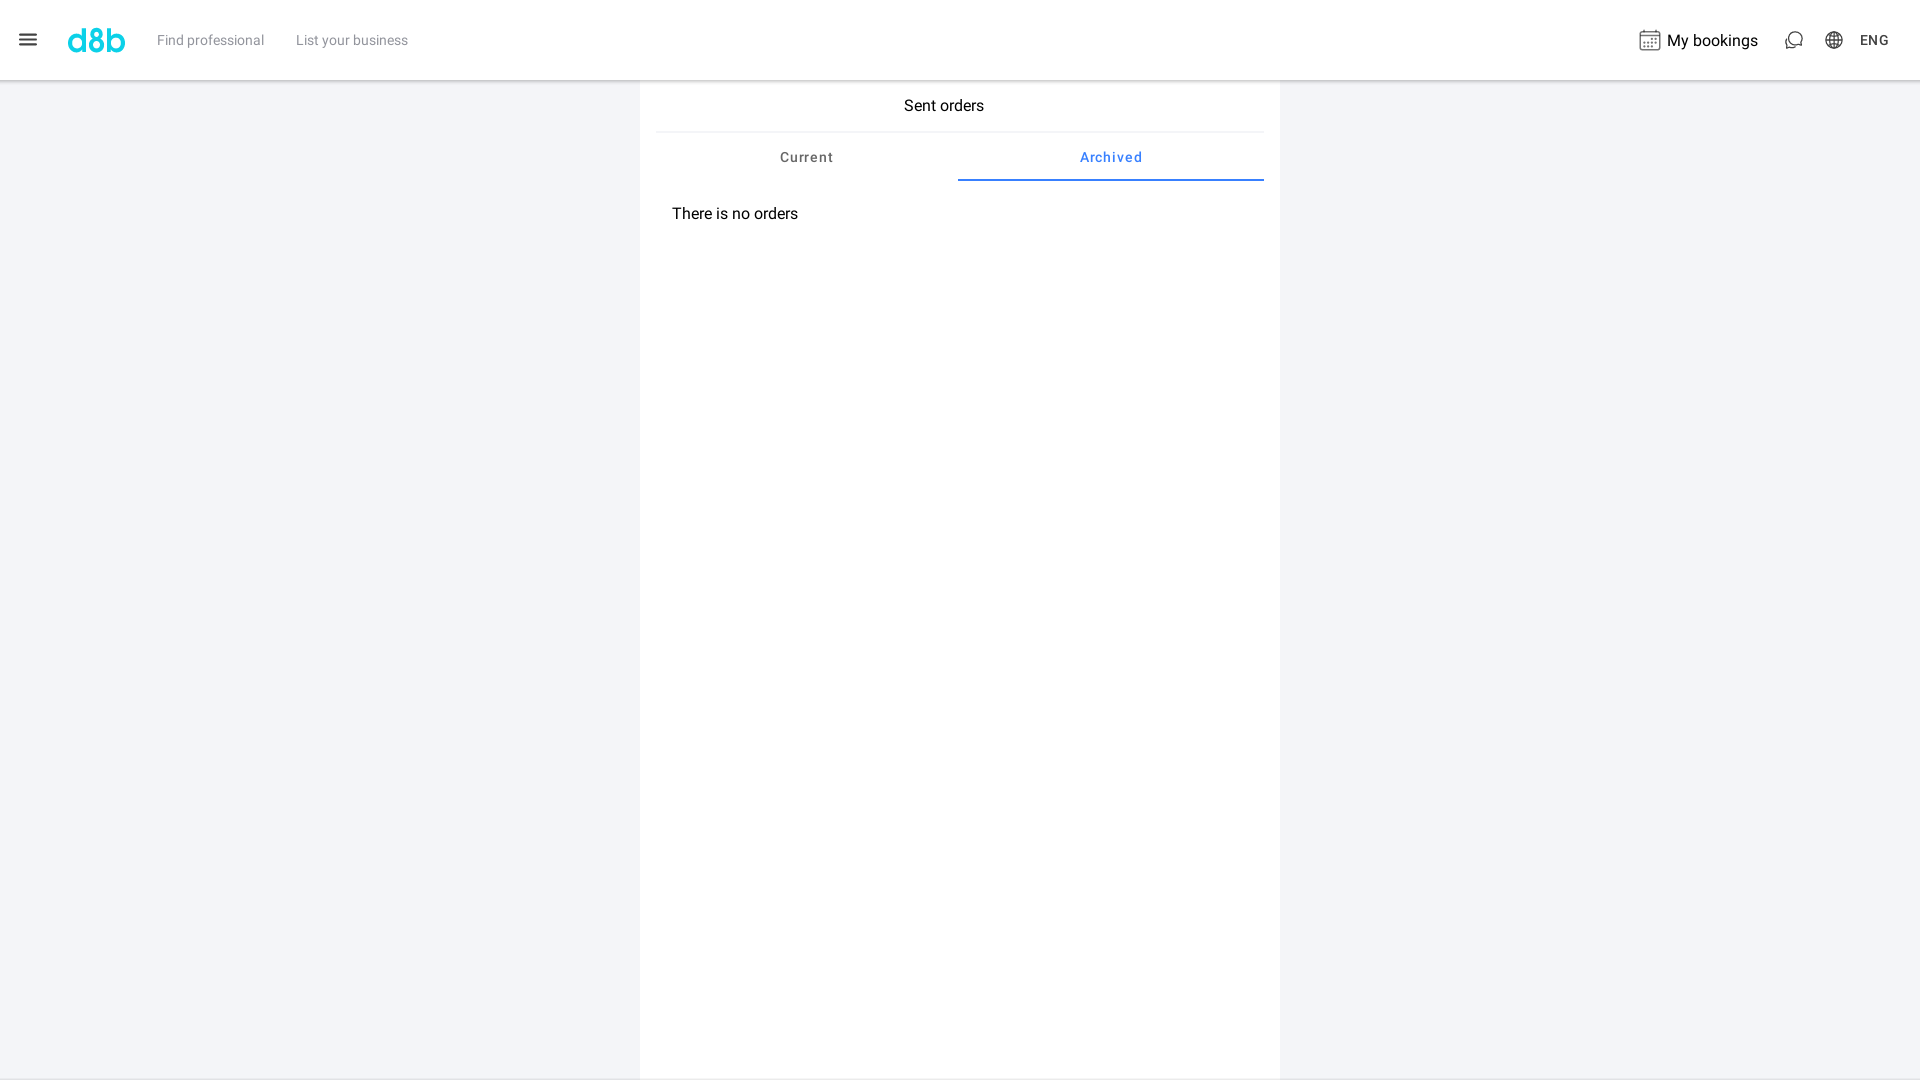 d8b
Find professional
List your business
My bookings
ENG
Sent orders
Current
Archived
There is no orders